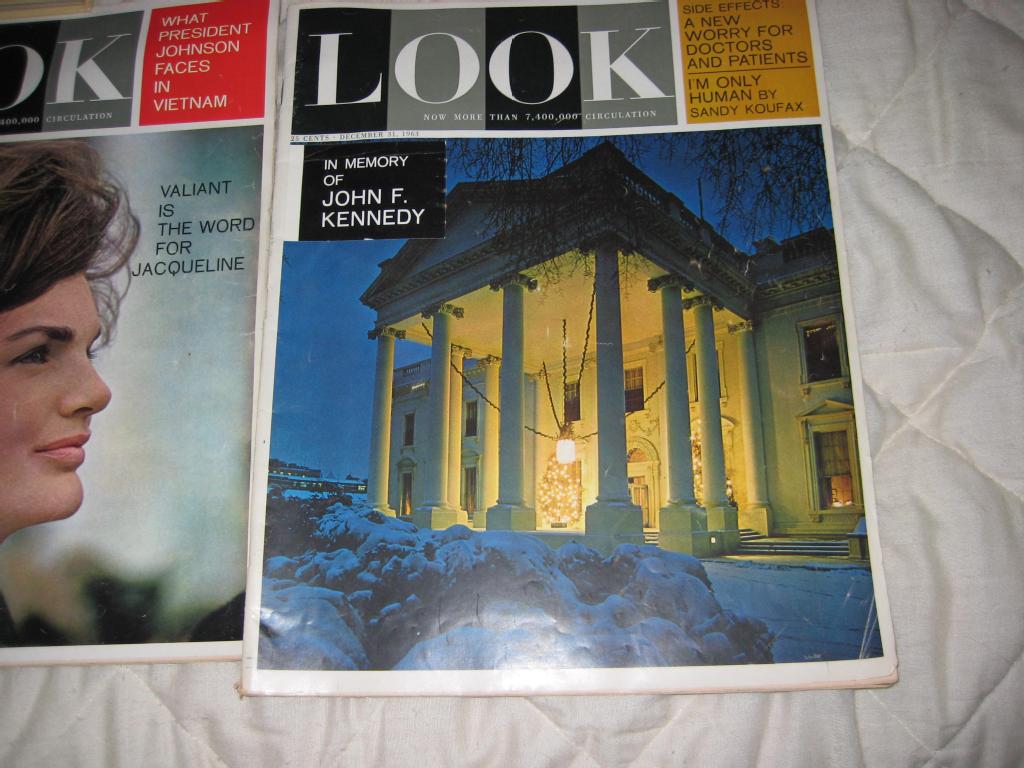 OK
400,000 CIRCULATION
WHAT
PRESIDENT
JOHNSON
FACES
IN
VIETNAM
VALIANT
IS
THE WORD
FOR
JACQUELINE
LOOK
NOW MORE THAN 7,400,000 CIRCULATION
SIDE EFFECTS:
A NEW
WORRY FOR
DOCTORS
AND PATIENTS
I'M ONLY
HUMAN BY
SANDY KOUFAX
25 CENTS · DECEMBER 31, 1963
IN MEMORY
OF
JOHN F.
KENNEDY